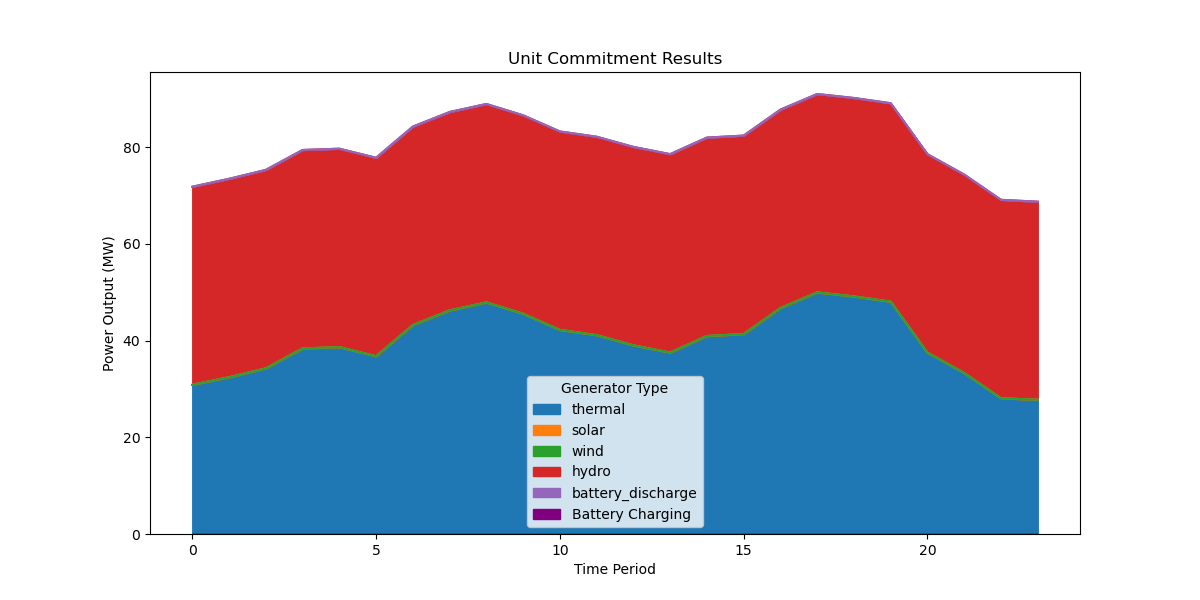 Unit Commitment Results
Power Output (MW)
80
60
40
20
0
Generator Type
thermal
solar
wind
hydro
battery_discharge
Battery Charging
0 5 10 15 20
Time Period